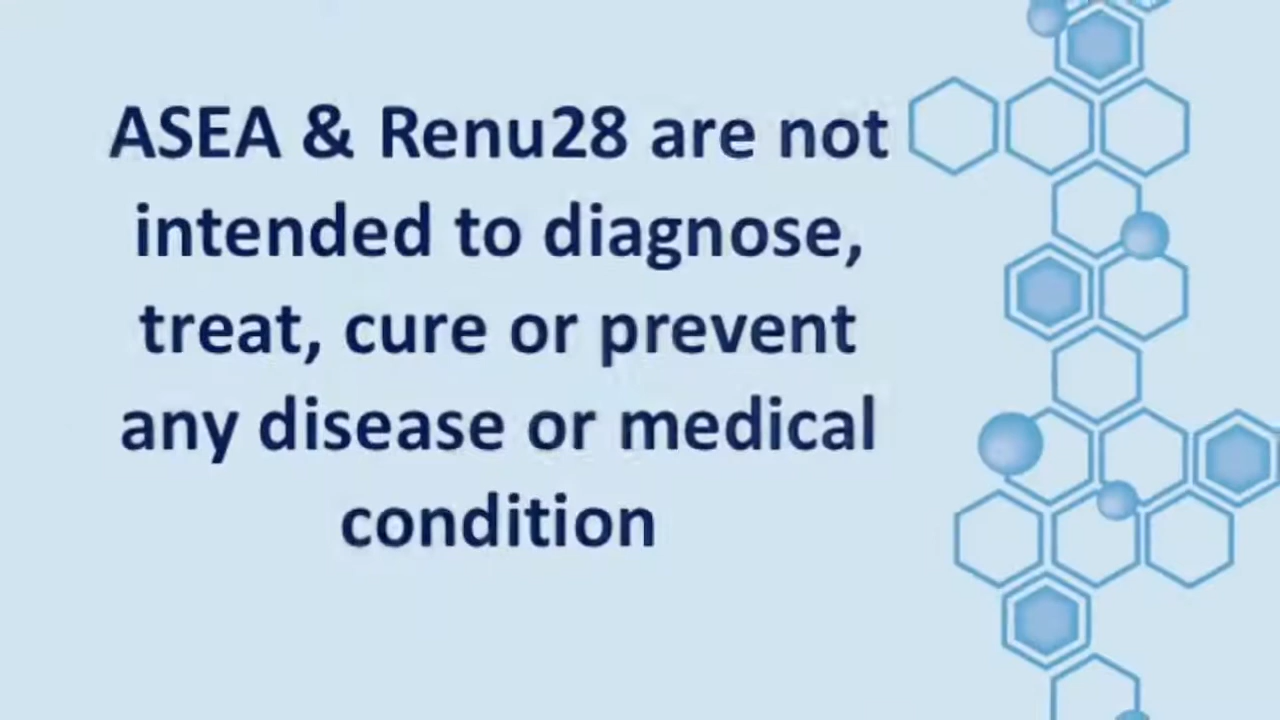 ASEA & Renu28 are not
intended to diagnose,
treat, cure or prevent
any disease or medical
condition